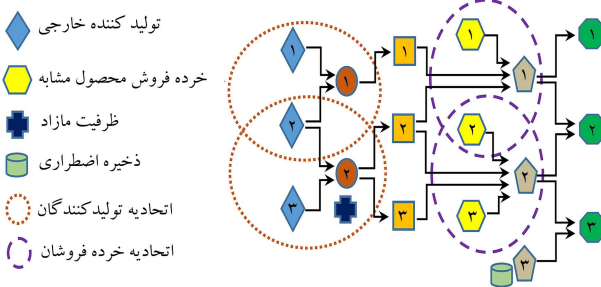 تولید کننده خارجی
خرده فروش محصول مشابه
ظرفیت مازاد
ذخیره اضطراری
اتحادیه تولیدکنندگان
اتحادیه خرده فروشان
۱ ۱ ۱ ۱ ۱ ۱
۲ ۲ ۲ ۲ ۲ ۲
۳ ۳ ۳ ۳
۳